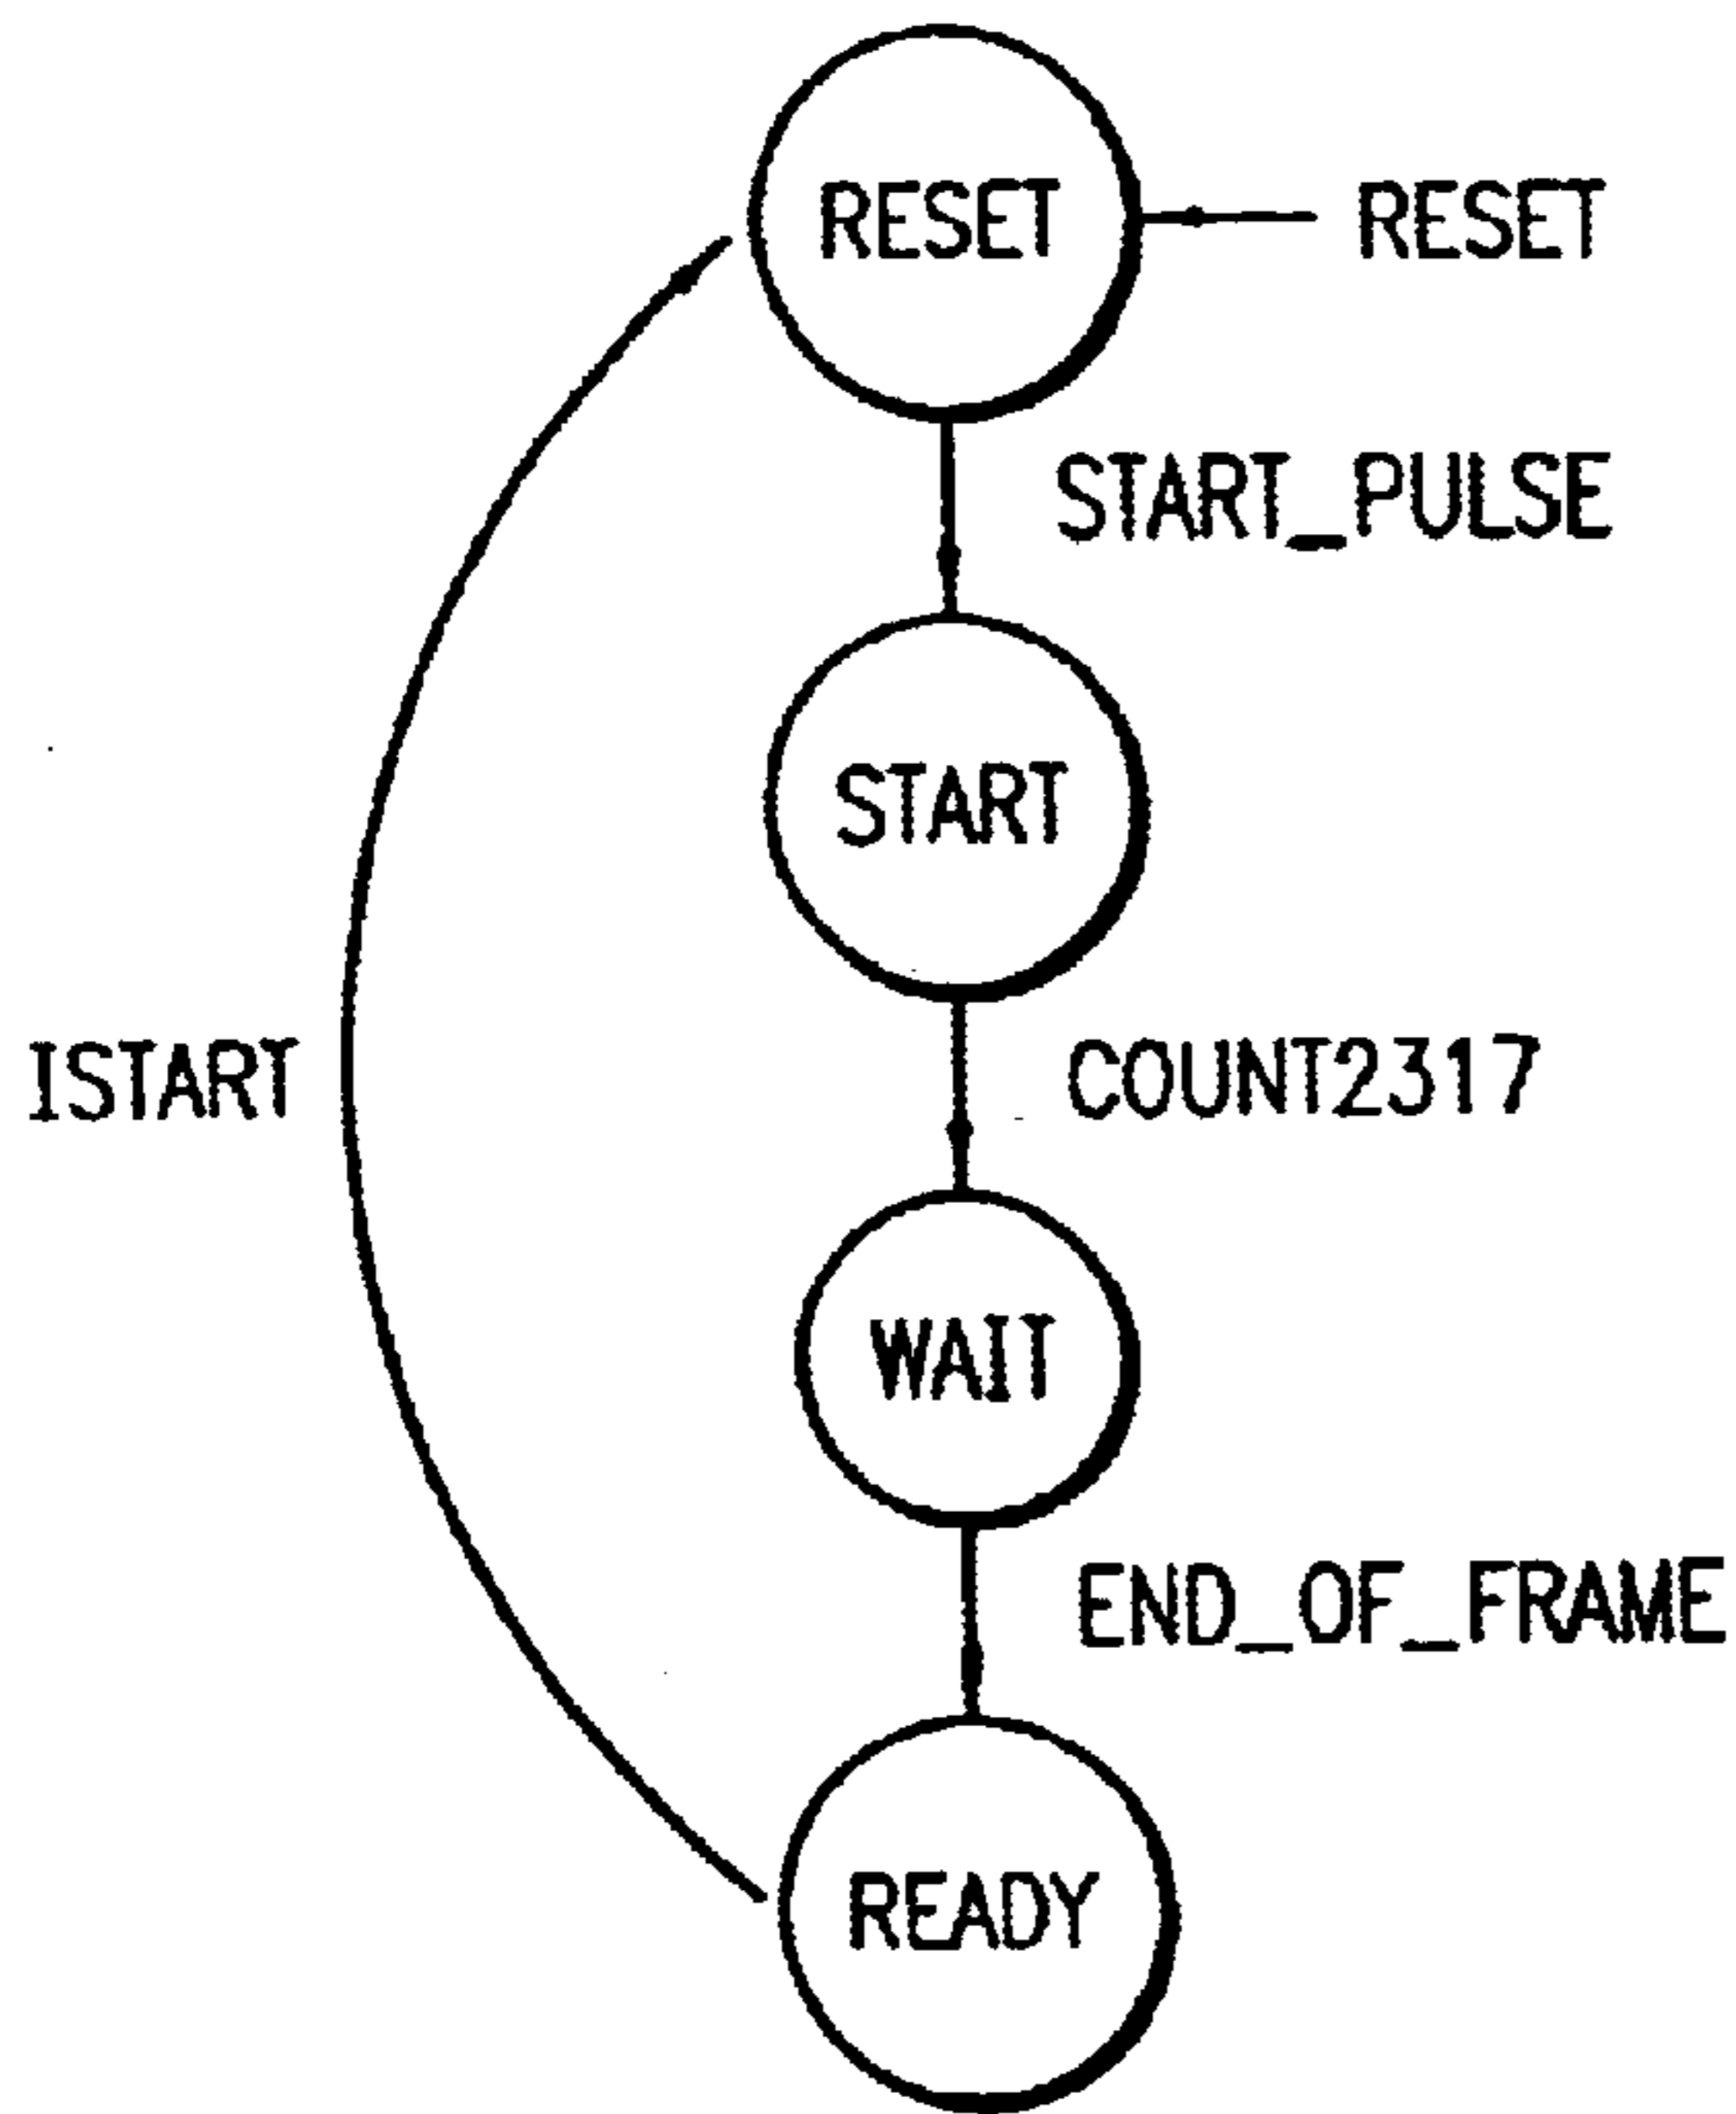 RESET
RESET
START_PULSE
START
ISTART
COUNT2317
WAIT
END_OF_FRAME
READY